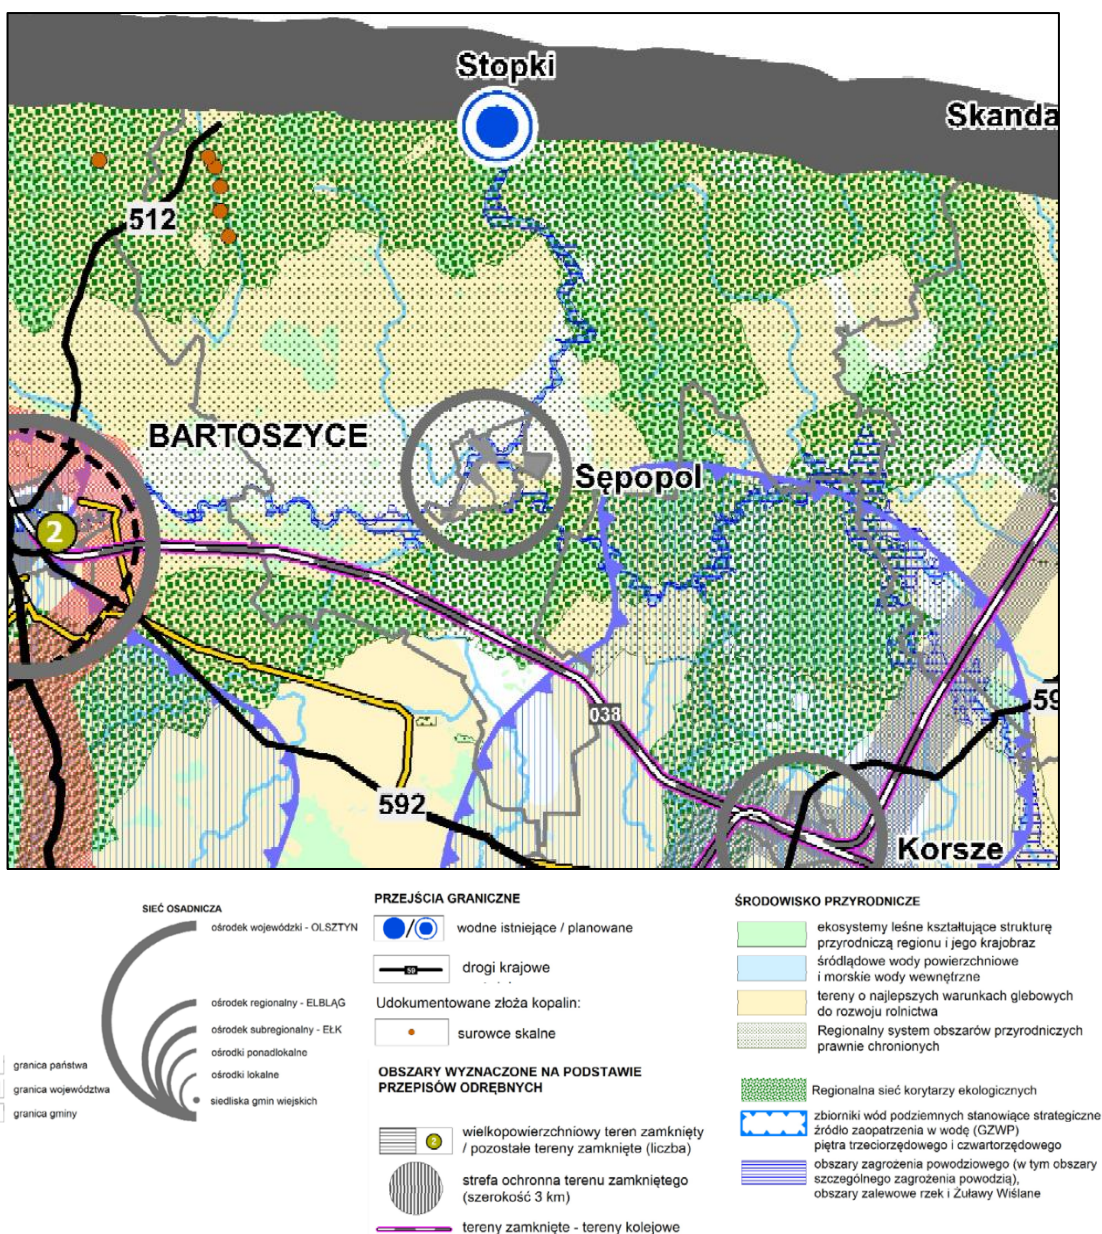 Stopki
Skanda
512
BARTOSZYCE
Sępopol
2
3
038
59
592
Korsze
SIEĆ OSADNICZA
ośrodek wojewódzki - OLSZTYN
ośrodek regionalny - ELBLĄG
ośrodek subregionalny - EŁK
ośrodki ponadlokalne
ośrodki lokalne
siedliska gmin wiejskich
granica państwa
granica województwa
granica gminy
PRZEJŚCIA GRANICZNE
wodne istniejące / planowane
59
drogi krajowe
Udokumentowane złoża kopalin:
surowce skalne
OBSZARY WYZNACZONE NA PODSTAWIE
PRZEPISÓW ODRĘBNYCH
2
wielkopowierzchniowy teren zamknięty
/ pozostałe tereny zamknięte (liczba)
strefa ochronna terenu zamkniętego
(szerokość 3 km)
tereny zamknięte - tereny kolejowe
ŚRODOWISKO PRZYRODNICZE
ekosystemy leśne kształtujące strukturę
przyrodniczą regionu i jego krajobraz
śródlądowe wody powierzchniowe
i morskie wody wewnętrzne
tereny o najlepszych warunkach glebowych
do rozwoju rolnictwa
Regionalny system obszarów przyrodniczych
prawnie chronionych
Regionalna sieć korytarzy ekologicznych
zbiorniki wód podziemnych stanowiące strategiczne
źródło zaopatrzenia w wodę (GZWP)
piętra trzeciorzędowego i czwartorzędowego
obszary zagrożenia powodziowego (w tym obszary
szczególnego zagrożenia powodzią),
obszary zalewowe rzek i Żuławy Wiślane